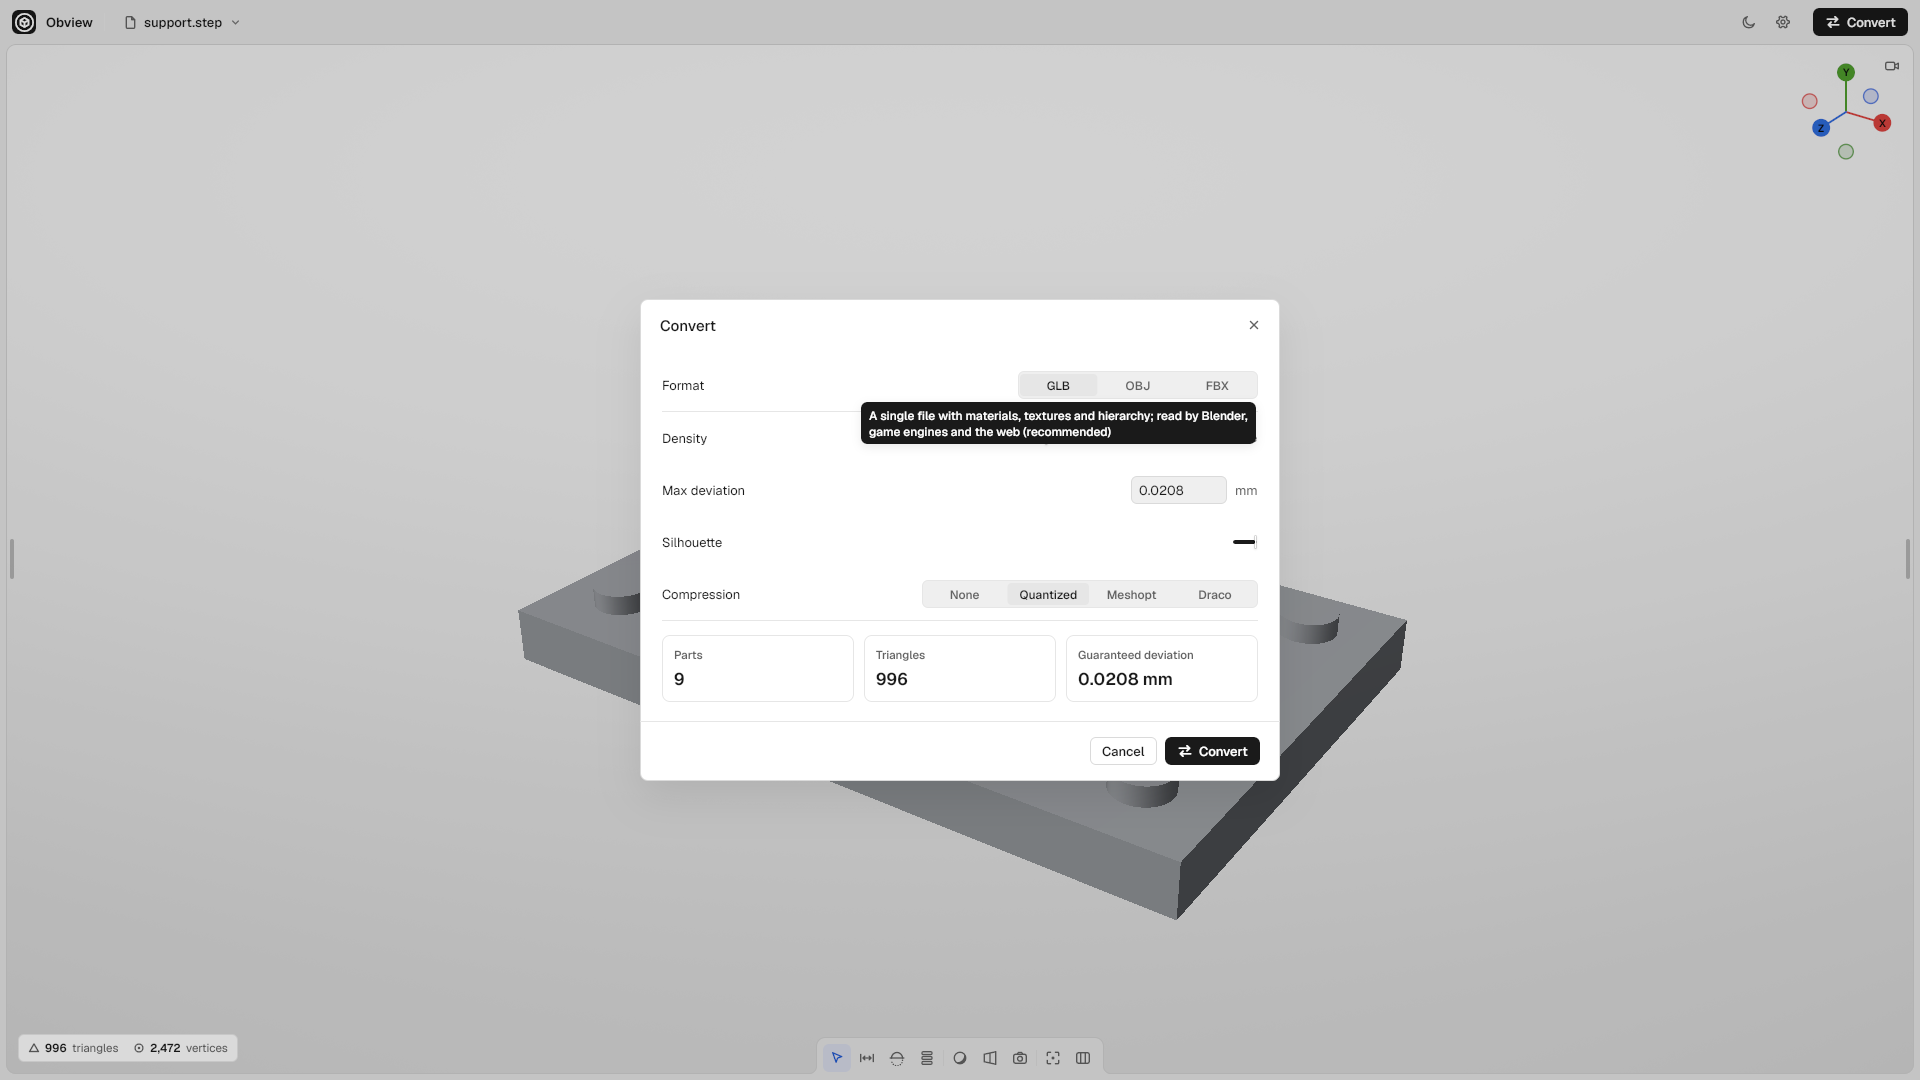 Obview
support.step
Convert
Y
X
Z
Convert
Format
GLB
OBJ
FBX
A single file with materials, textures and hierarchy; read by Blender,
game engines and the web (recommended)
Density
Max deviation
0.0208
mm
Silhouette
Compression
None
Quantized
Meshopt
Draco
Parts
9
Triangles
996
Guaranteed deviation
0.0208 mm
Cancel
Convert
996 triangles
2,472 vertices